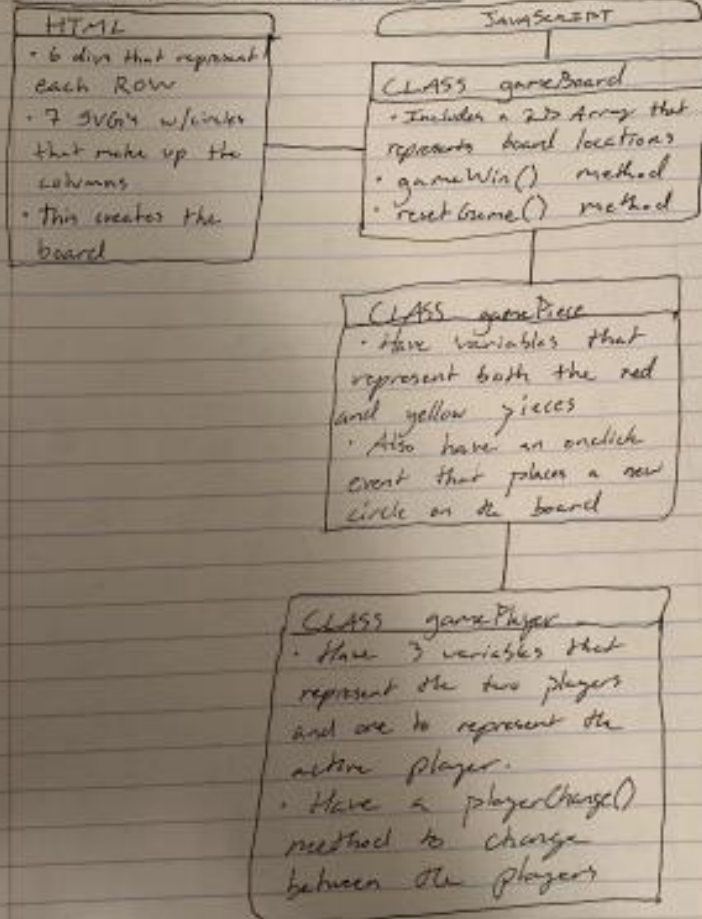 HTML
· 6 divs that represent
each ROW
· 7 SVG's w/circles
that make up the
columns
· this creates the
board
JAVASCRIPT
CLASS gameBoard
· Includes a 2D Array that
represents board locations
· gameWin() method
· resetGame() method
CLASS gamePiece
· Have variables that
represent both the red
and yellow pieces
· Also have an onclick
event that places a new
circle on the board
CLASS gamePlayer
· Have 3 variables that
represent the two players
and one to represent the
active player.
· Have a playerChange()
method to change
between the players